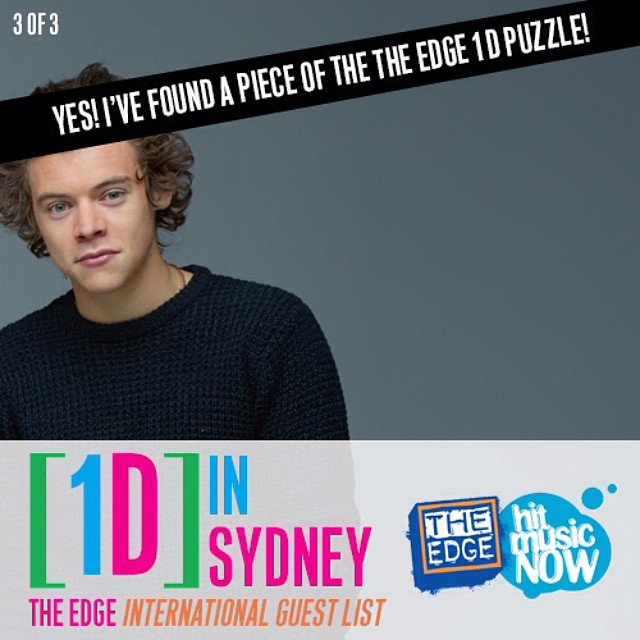 3 OF 3
YES! I'VE FOUND A PIECE OF THE THE EDGE 1D PUZZLE!
[1D] IN
SYDNEY
THE EDGE INTERNATIONAL GUEST LIST
THE
EDGE
hit
music
NOW